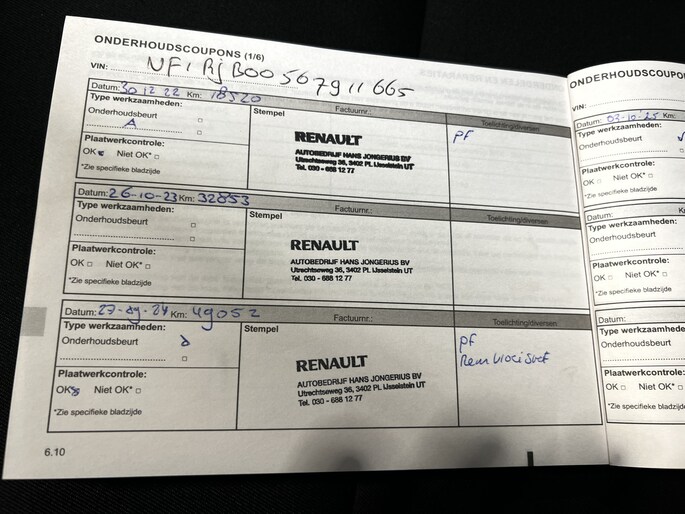 ONDERHOUDSCOUPONS (1/6)
VIN: VF1RJB00567911665
Datum: 30 12 22 Km: 18520
Factuurnr.:
Toelichting/diversen
Type werkzaamheden:
Onderhoudsbeurt
A
Plaatwerkcontrole:
OK Niet OK*
*Zie specifieke bladzijde
Stempel
RENAULT
AUTOBEDRIJF HANS JONGERIUS BV
Utrechtseweg 36, 3402 PL IJsselstein UT
Tel. 030 - 688 12 77
pf
Datum: 26-10-23 Km: 32853
Factuurnr.:
Toelichting/diversen
Type werkzaamheden:
Onderhoudsbeurt
Plaatwerkcontrole:
OK Niet OK*
*Zie specifieke bladzijde
Stempel
RENAULT
AUTOBEDRIJF HANS JONGERIUS BV
Utrechtseweg 36, 3402 PL IJsselstein UT
Tel. 030 - 688 12 77
Datum: Km: 49052
Factuurnr.:
Toelichting/diversen
Type werkzaamheden:
Onderhoudsbeurt
Plaatwerkcontrole:
OK Niet OK*
*Zie specifieke bladzijde
Stempel
RENAULT
AUTOBEDRIJF HANS JONGERIUS BV
Utrechtseweg 36, 3402 PL IJsselstein UT
Tel. 030 - 688 12 77
pf
6.10
ONDERHOUDSCOUPO
VIN:
Datum: 03-10-25 Km:
Type werkzaamheden:
Onderhoudsbeurt
Plaatwerkcontrole:
OK Niet OK*
*Zie specifieke bladzijde
Datum: K
Type werkzaamheden:
Onderhoudsbeurt
Plaatwerkcontrole:
OK Niet OK*
*Zie specifieke bladzijde
Datum:
Type werkzaamheden:
Onderhoudsbeurt
Plaatwerkcontrole:
OK Niet OK*
*Zie specifieke bladzijd